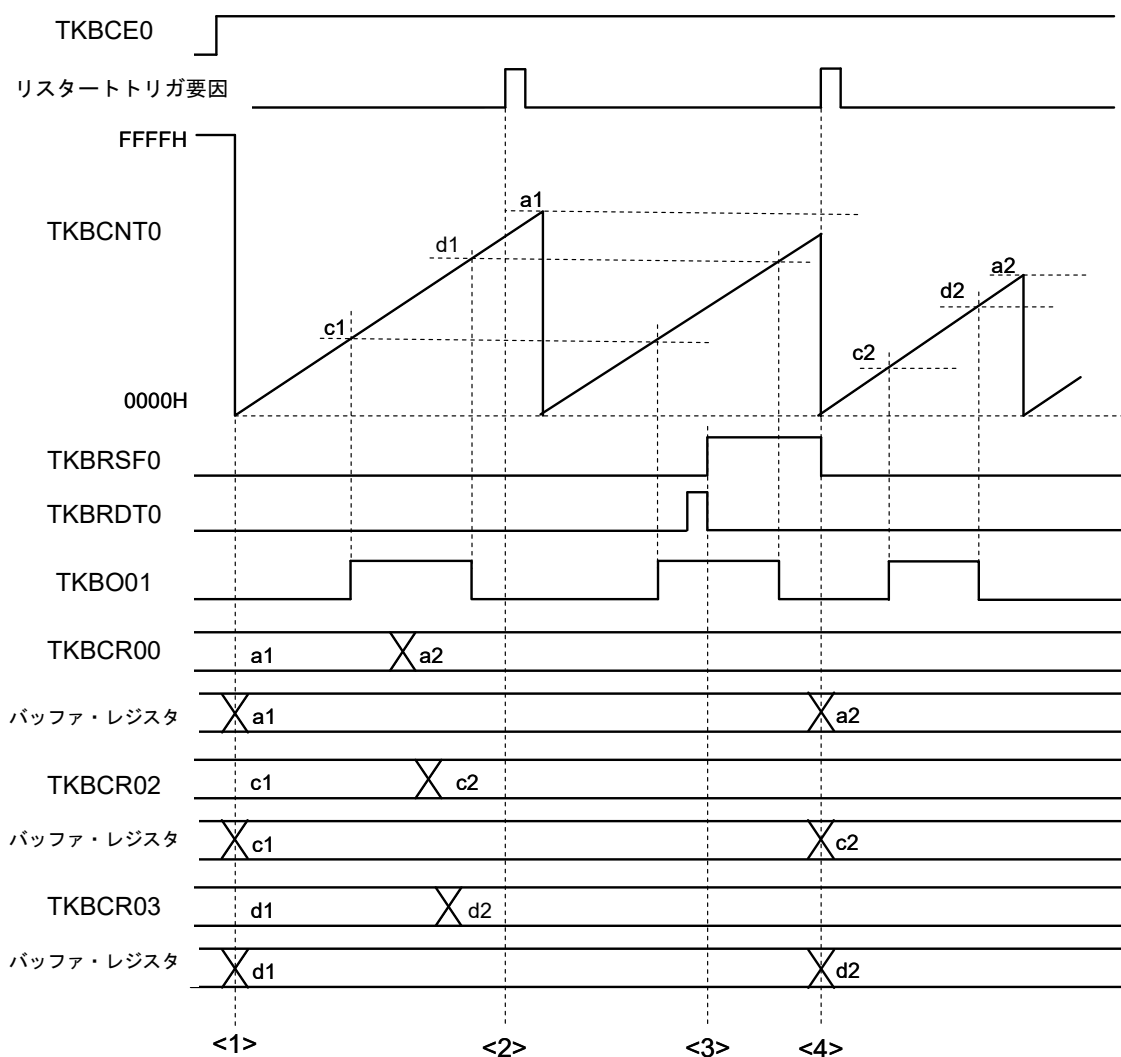 TKBCE0
リスタートトリガ要因
FFFFH
a1
TKBCNT0
d1
a2
d2
c1
c2
0000H
TKBRSF0
TKBRDT0
TKBO01
TKBCR00
a1
a2
バッファ・レジスタ
a1
a2
TKBCR02
c1
c2
バッファ・レジスタ
c1
c2
TKBCR03
d1
d2
バッファ・レジスタ
d1
d2
<1> <2> <3> <4>